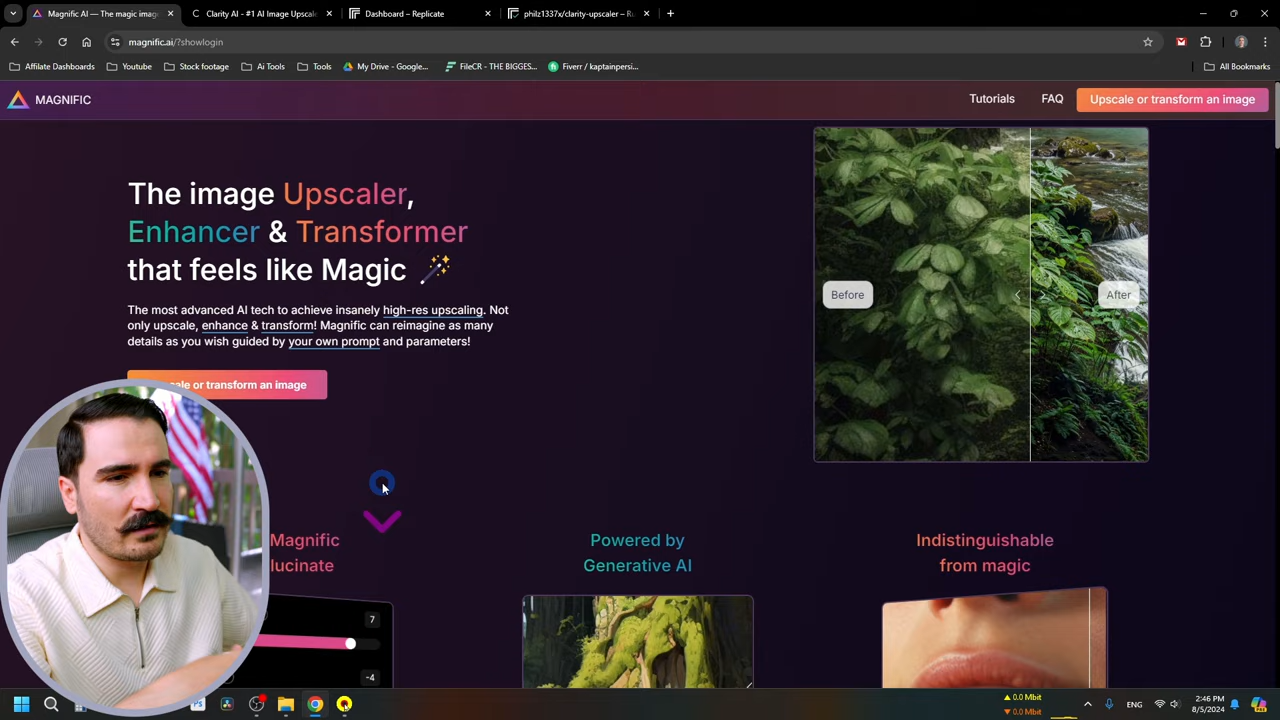 Magnific AI — The magic imag
Clarity AI - #1 AI Image Upscale
Dashboard – Replicate
philz1337x/clarity-upscaler – Ru
magnific.ai/?showlogin
Affilate Dashboards
Youtube
Stock footage
Ai Tools
Tools
My Drive - Google...
FileCR - THE BIGGES...
Fiverr / kaptainpersi...
All Bookmarks
MAGNIFIC
Tutorials
FAQ
Upscale or transform an image
The image Upscaler,
Enhancer & Transformer
that feels like Magic
The most advanced AI tech to achieve insanely high-res upscaling. Not
only upscale, enhance & transform! Magnific can reimagine as many
details as you wish guided by your own prompt and parameters!
ale or transform an image
Before
After
Magnific
lucinate
Powered by
Generative AI
Indistinguishable
from magic
7
-4
Ps
0.0 Mbit
0.0 Mbit
ENG
2:46 PM
8/5/2024